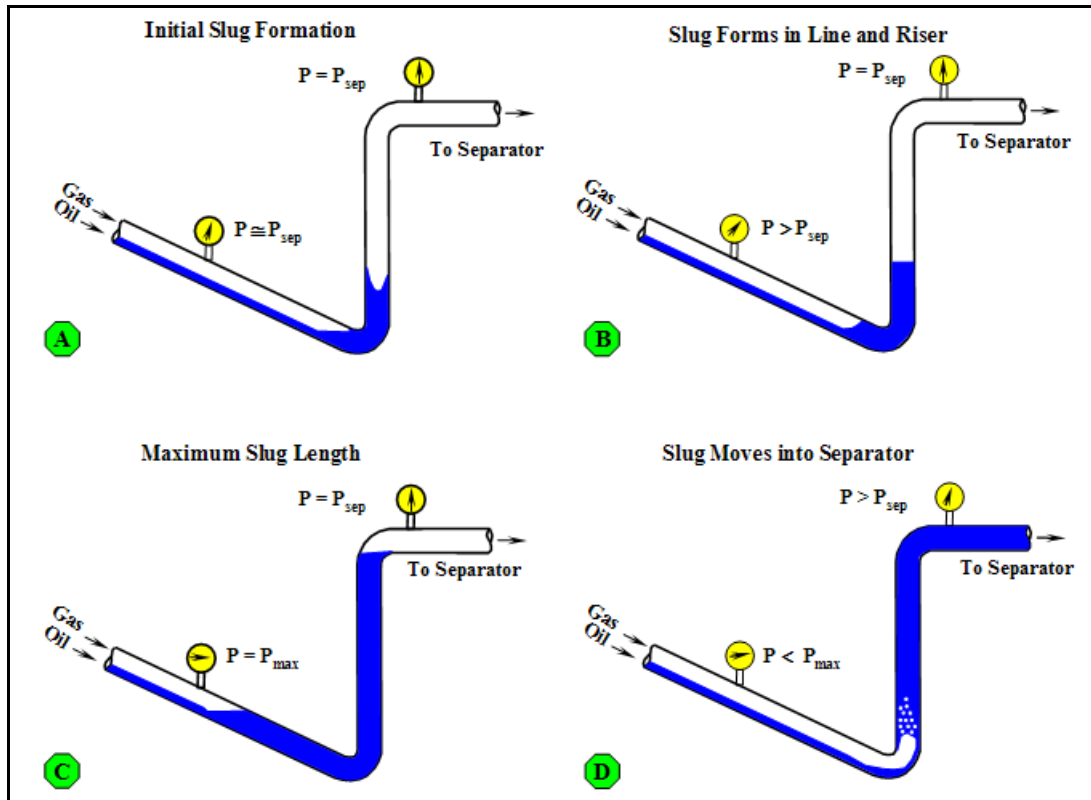 Initial Slug Formation
P = Psep
To Separator
Gas
Oil
P ≅ Psep
A
Slug Forms in Line and Riser
P = Psep
To Separator
Gas
Oil
P > Psep
B
Maximum Slug Length
P = Psep
To Separator
Gas
Oil
P = Pmax
C
Slug Moves into Separator
P > Psep
To Separator
Gas
Oil
P < Pmax
D